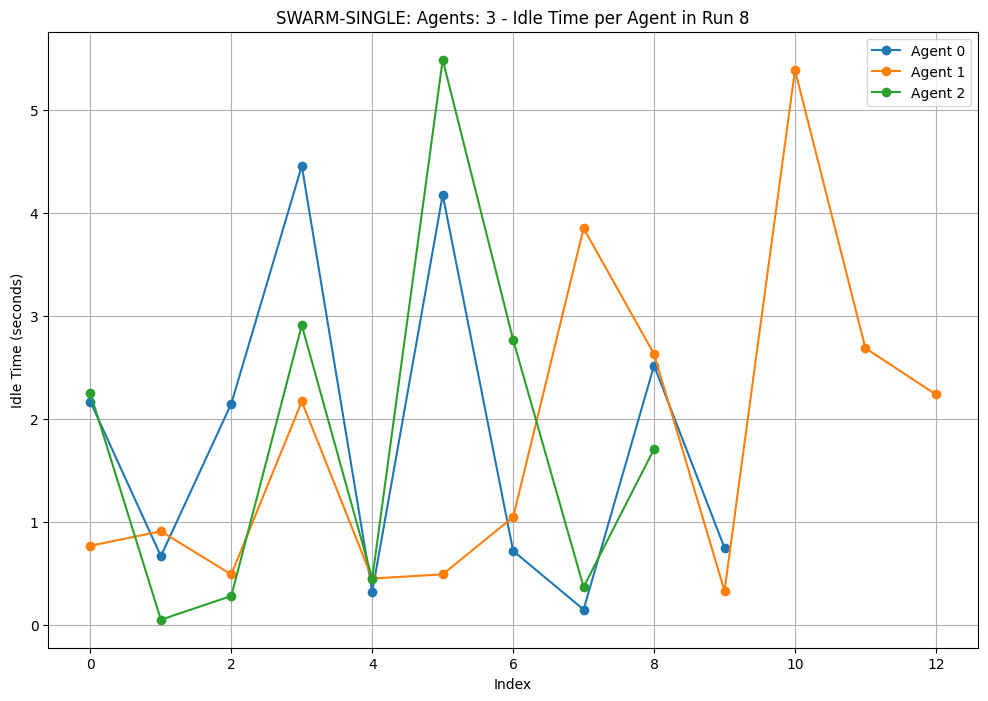 SWARM-SINGLE: Agents: 3 - Idle Time per Agent in Run 8
Agent 0
Agent 1
Agent 2
Idle Time (seconds)
5
4
3
2
1
0
0 2 4 6 8 10 12
Index